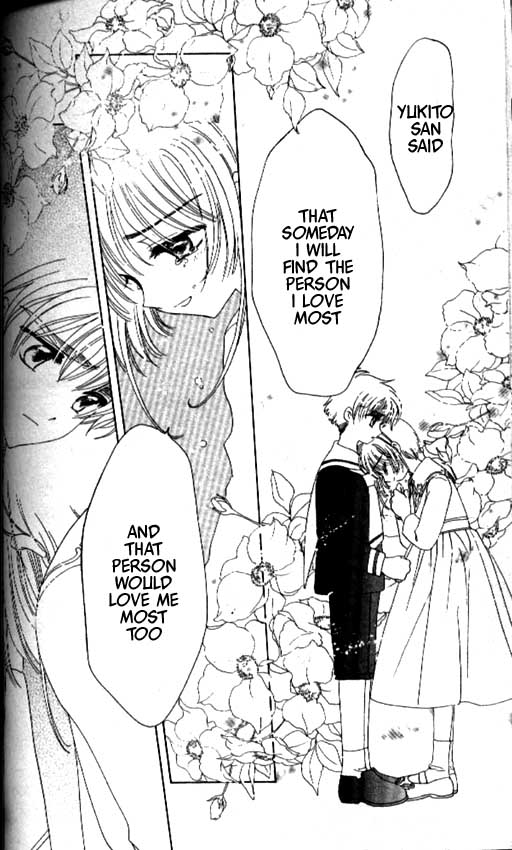 YUKITO
SAN
SAID
THAT
SOMEDAY
I WILL
FIND THE
PERSON
I LOVE
MOST
AND
THAT
PERSON
WOULD
LOVE ME
MOST
TOO